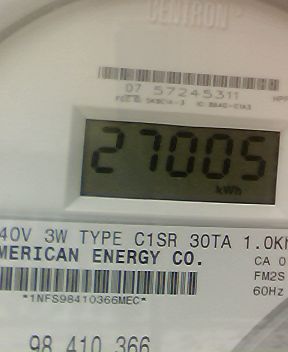 CENTRON
07 57245311
27005
kWh
40V 3W TYPE C1SR 30TA 1.0Kh
MERICAN ENERGY CO.
CA 0
FM2S
60Hz
*1NFS98410366MEC*
98 410 366